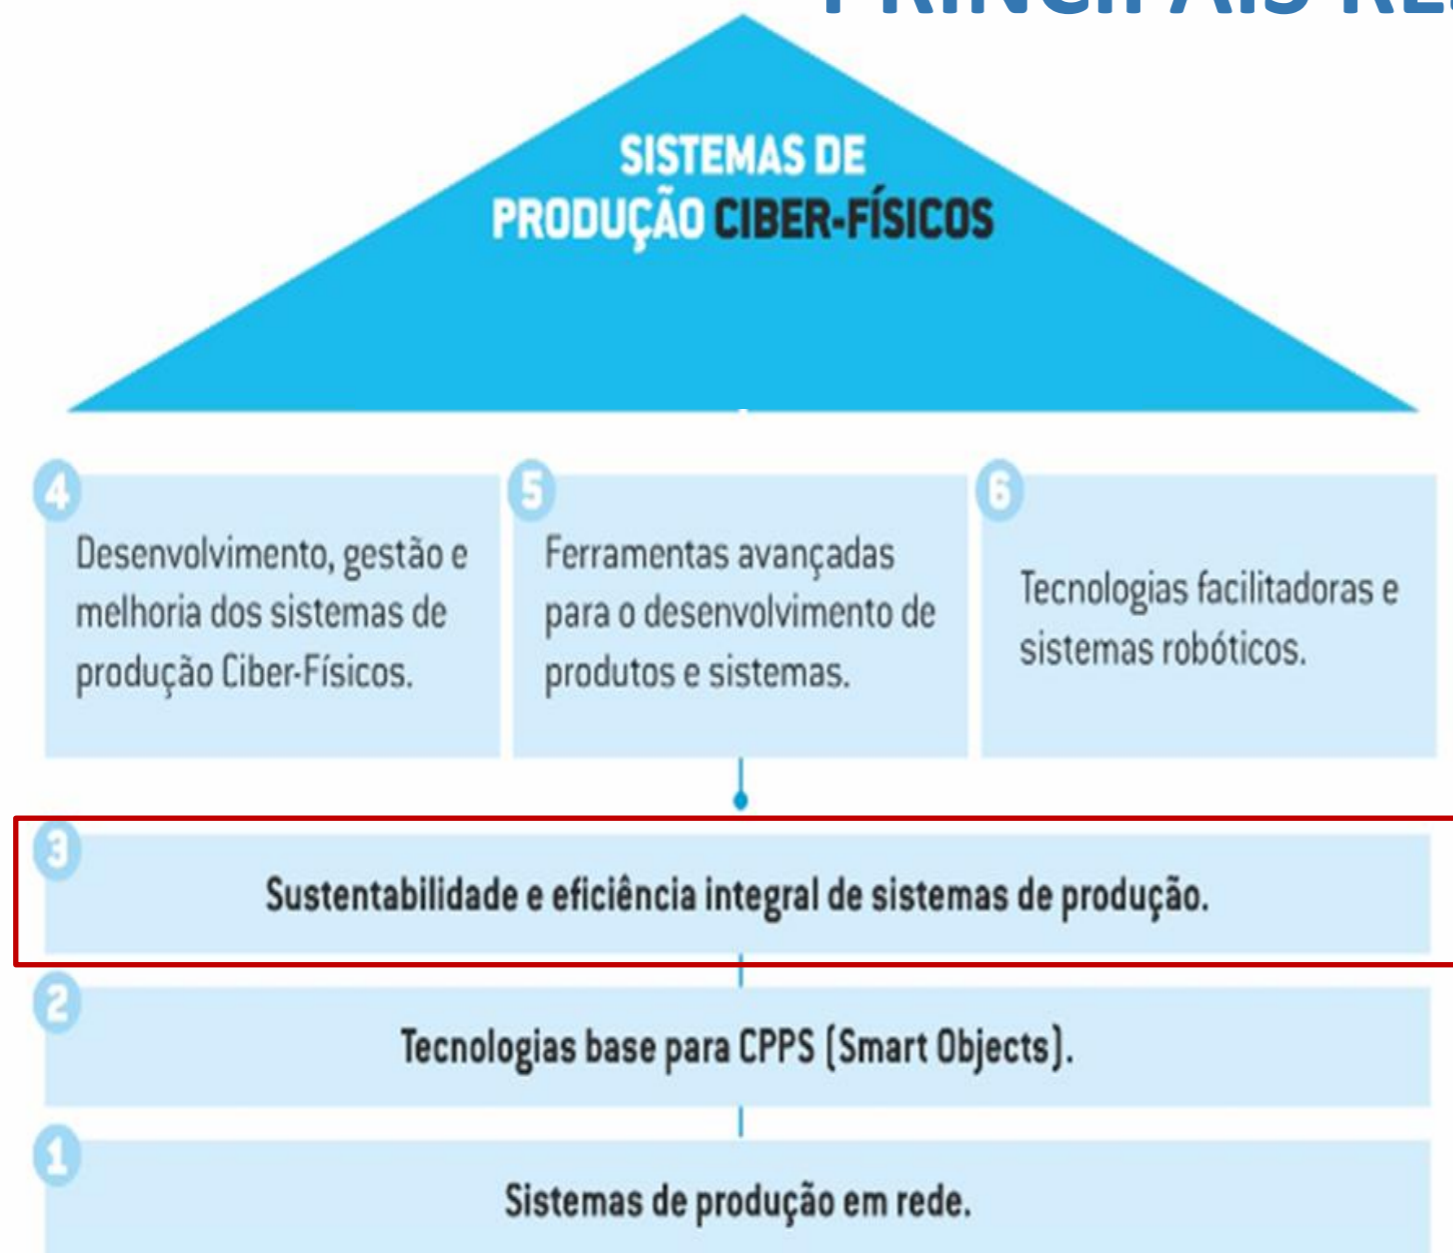 PRINCIPAIS
SISTEMAS DE
PRODUÇÃO CIBER-FÍSICOS
4
Desenvolvimento, gestão e
melhoria dos sistemas de
produção Ciber-Físicos.
5
Ferramentas avançadas
para o desenvolvimento de
produtos e sistemas.
6
Tecnologias facilitadoras e
sistemas robóticos.
3
Sustentabilidade e eficiência integral de sistemas de produção.
2
Tecnologias base para CPPS (Smart Objects).
1
Sistemas de produção em rede.